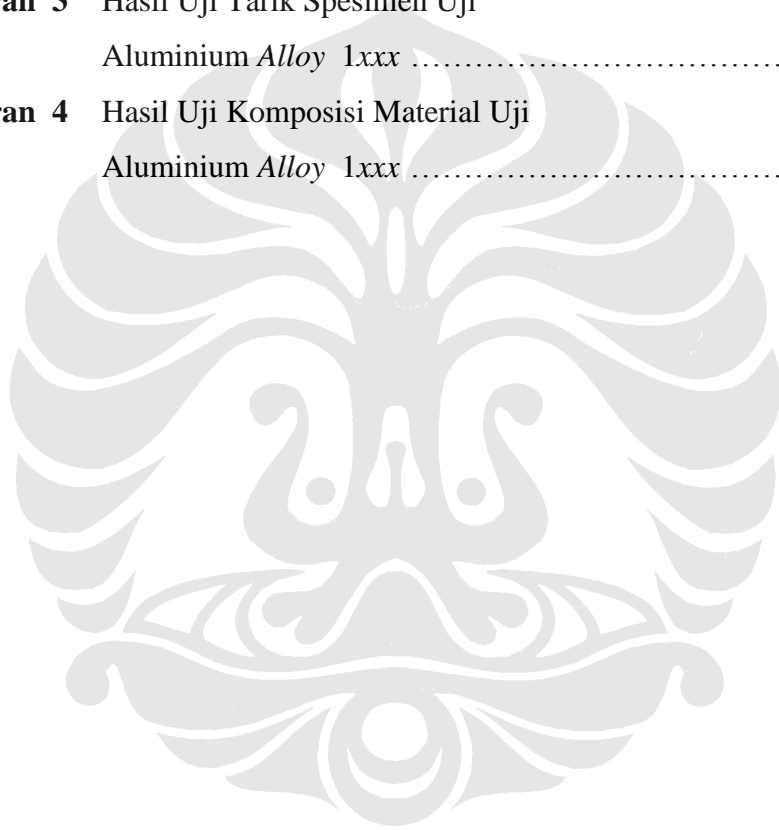 ran 3 Hasil Uji Tarik Spesimen Uji
Aluminium Alloy 1xxx ................................
ran 4 Hasil Uji Komposisi Material Uji
Aluminium Alloy 1xxx ................................